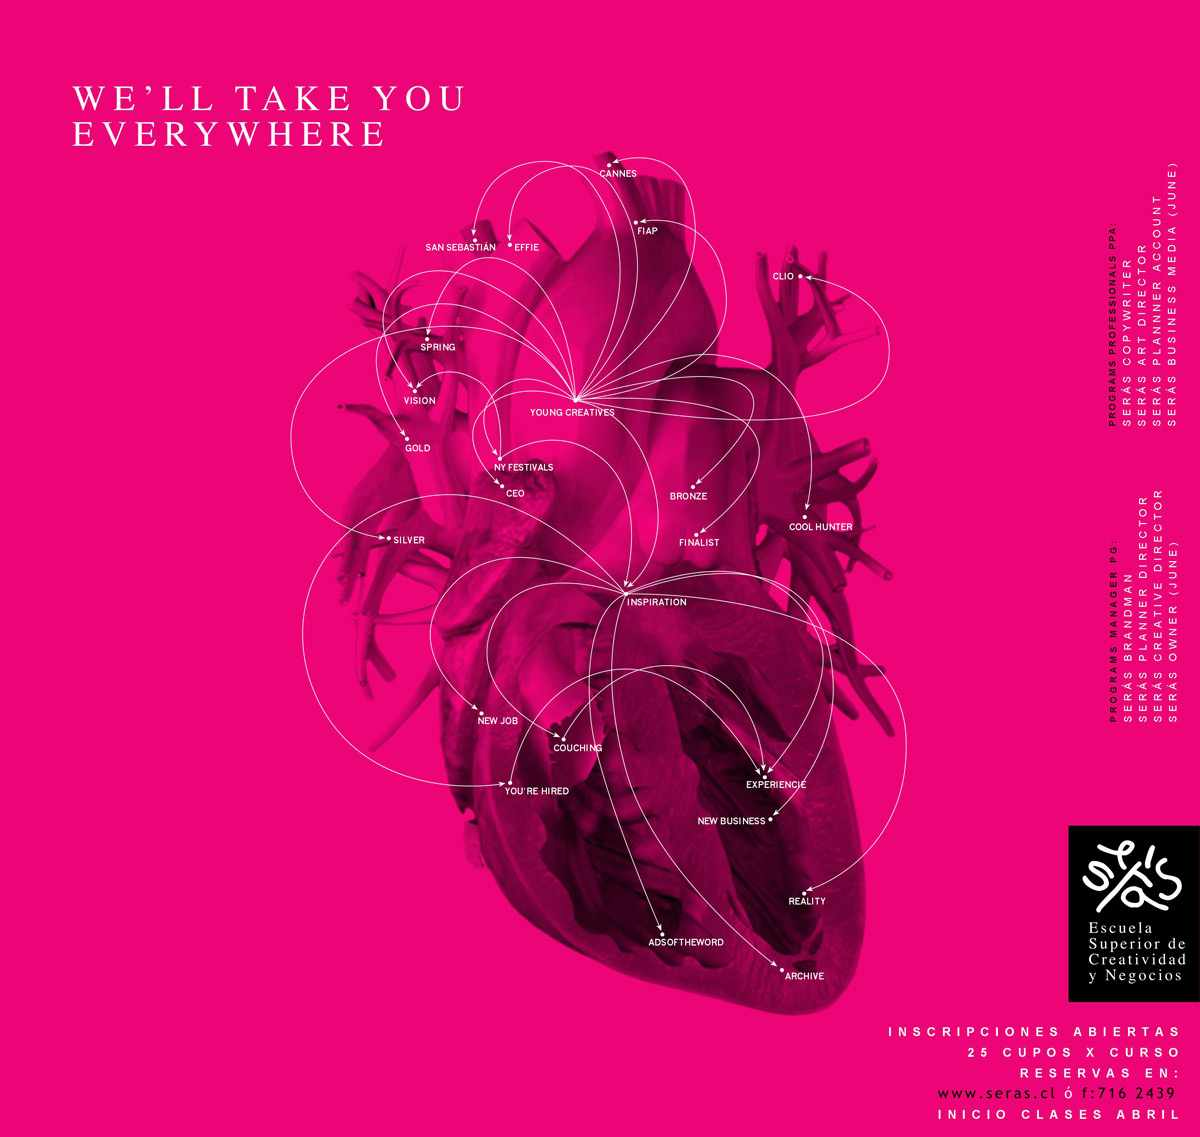 WE’LL TAKE YOU
EVERYWHERE
CANNES
FIAP
SAN SEBASTIÁN
EFFIE
CLIO
SPRING
VISION
YOUNG CREATIVES
GOLD
NY FESTIVALS
CEO
BRONZE
COOL HUNTER
SILVER
FINALIST
INSPIRATION
NEW JOB
COUCHING
YOU'RE HIRED
EXPERIENCIE
NEW BUSINESS
REALITY
ADSOFTHEWORD
ARCHIVE
PROGRAMS PROFESSIONALS PPA:
SERÁS COPYWRITER
SERÁS ART DIRECTOR
SERÁS PLANNNER ACCOUNT
SERÁS BUSINESS MEDIA (JUNE)
PROGRAMS MANAGER PG:
SERÁS BRANDMAN
SERÁS PLANNER DIRECTOR
SERÁS CREATIVE DIRECTOR
SERÁS OWNER (JUNE)
serás
Escuela
Superior de
Creatividad
y Negocios
INSCRIPCIONES ABIERTAS
25 CUPOS X CURSO
RESERVAS EN:
www.seras.cl ó f:716 2439
INICIO CLASES ABRIL